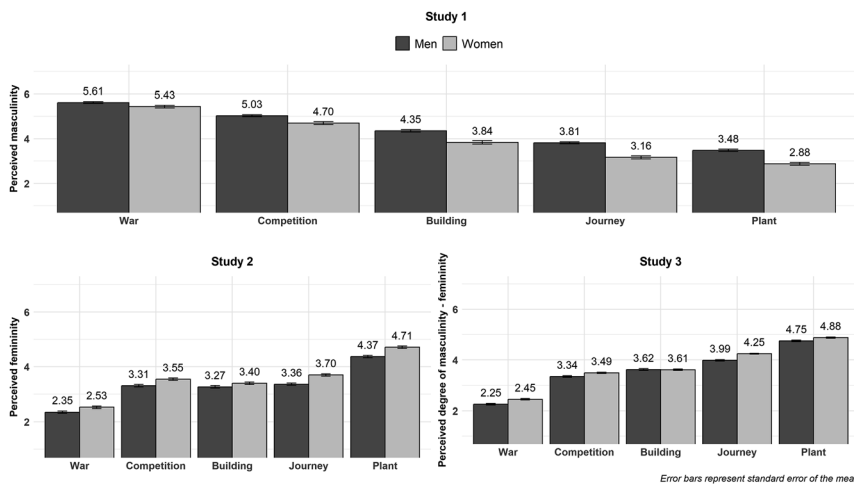 Study 1
Men Women
Perceived masculinity
6
4
2
5.61 5.43 5.03 4.70 4.35 3.84 3.81 3.16 3.48 2.88
War Competition Building Journey Plant
Study 2
Perceived femininity
6
4
2
2.35 2.53 3.31 3.55 3.27 3.40 3.36 3.70 4.37 4.71
War Competition Building Journey Plant
Study 3
Perceived degree of masculinity - femininity
6
4
2
2.25 2.45 3.34 3.49 3.62 3.61 3.99 4.25 4.75 4.88
War Competition Building Journey Plant
Error bars represent standard error of the mea